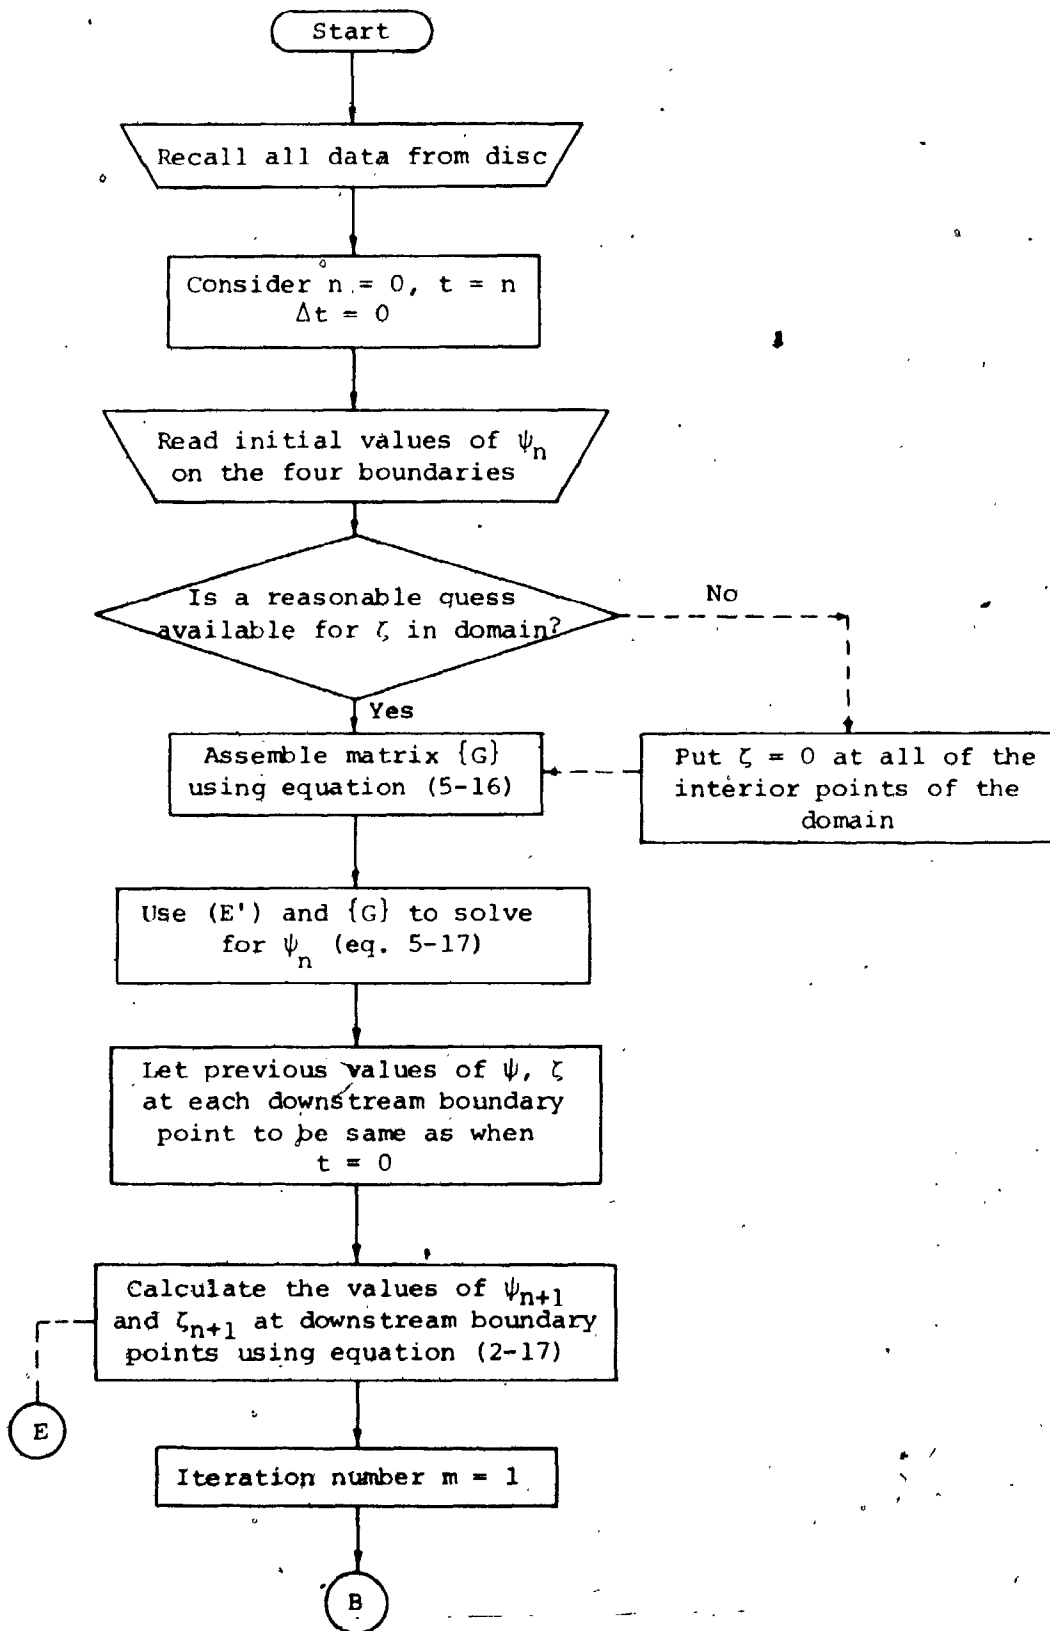 Start
Recall all data from disc
Consider n = 0, t = n
Δt = 0
Read initial values of ψn
on the four boundaries
Is a reasonable quess
available for ζ in domain?
No
Yes
Assemble matrix {G}
using equation (5-16)
Put ζ = 0 at all of the
interior points of the
domain
Use (E') and {G} to solve
for ψn (eq. 5-17)
Let previous values of ψ, ζ
at each downstream boundary
point to be same as when
t = 0
Calculate the values of ψn+1
and ζn+1 at downstream boundary
points using equation (2-17)
E
Iteration number m = 1
B